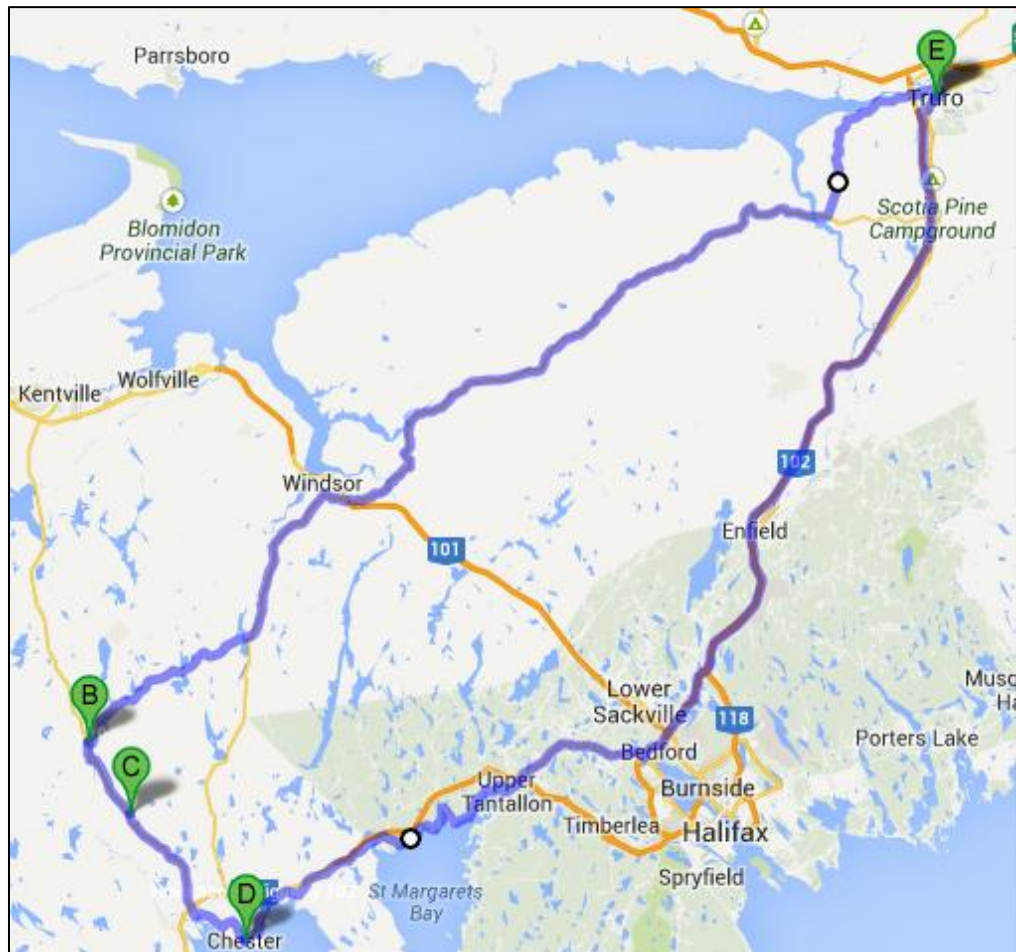 Parrsboro
E
Truro
Blomidon
Provincial Park
Scotia Pine
Campground
Kentville
Wolfville
Windsor
102
Enfield
101
B
Lower
Sackville
118
Bedford
Porters Lake
C
Upper
Tantallon
Burnside
Timberlea
Halifax
Spryfield
D
St Margarets
Bay
Chester